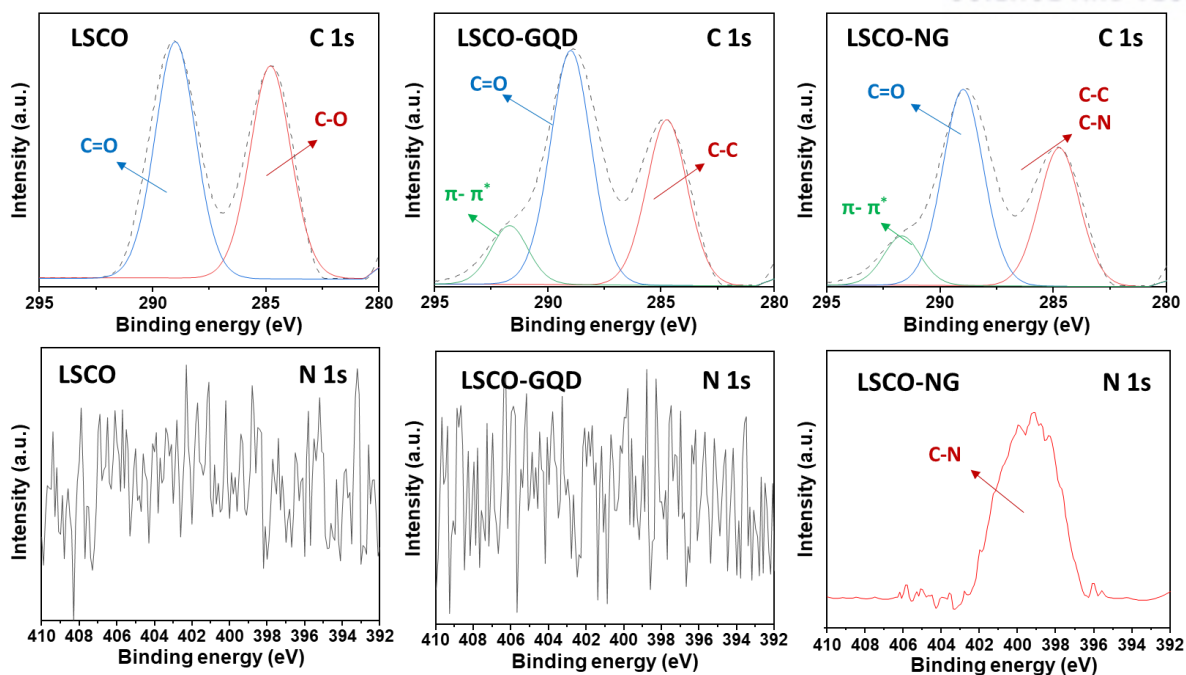 LSCO
C 1s
C=O
C-O
Intensity (a.u.)
295 290 285 280
Binding energy (eV)
LSCO-GQD
C 1s
C=O
C-C
π- π*
Intensity (a.u.)
295 290 285 280
Binding energy (eV)
LSCO-NG
C 1s
C=O
C-C
C-N
π- π*
Intensity (a.u.)
295 290 285 280
Binding energy (eV)
LSCO
N 1s
Intensity (a.u.)
410 408 406 404 402 400 398 396 394 392
Binding energy (eV)
LSCO-GQD
N 1s
Intensity (a.u.)
410 408 406 404 402 400 398 396 394 392
Binding energy (eV)
LSCO-NG
N 1s
C-N
Intensity (a.u.)
410 408 406 404 402 400 398 396 394 392
Binding energy (eV)